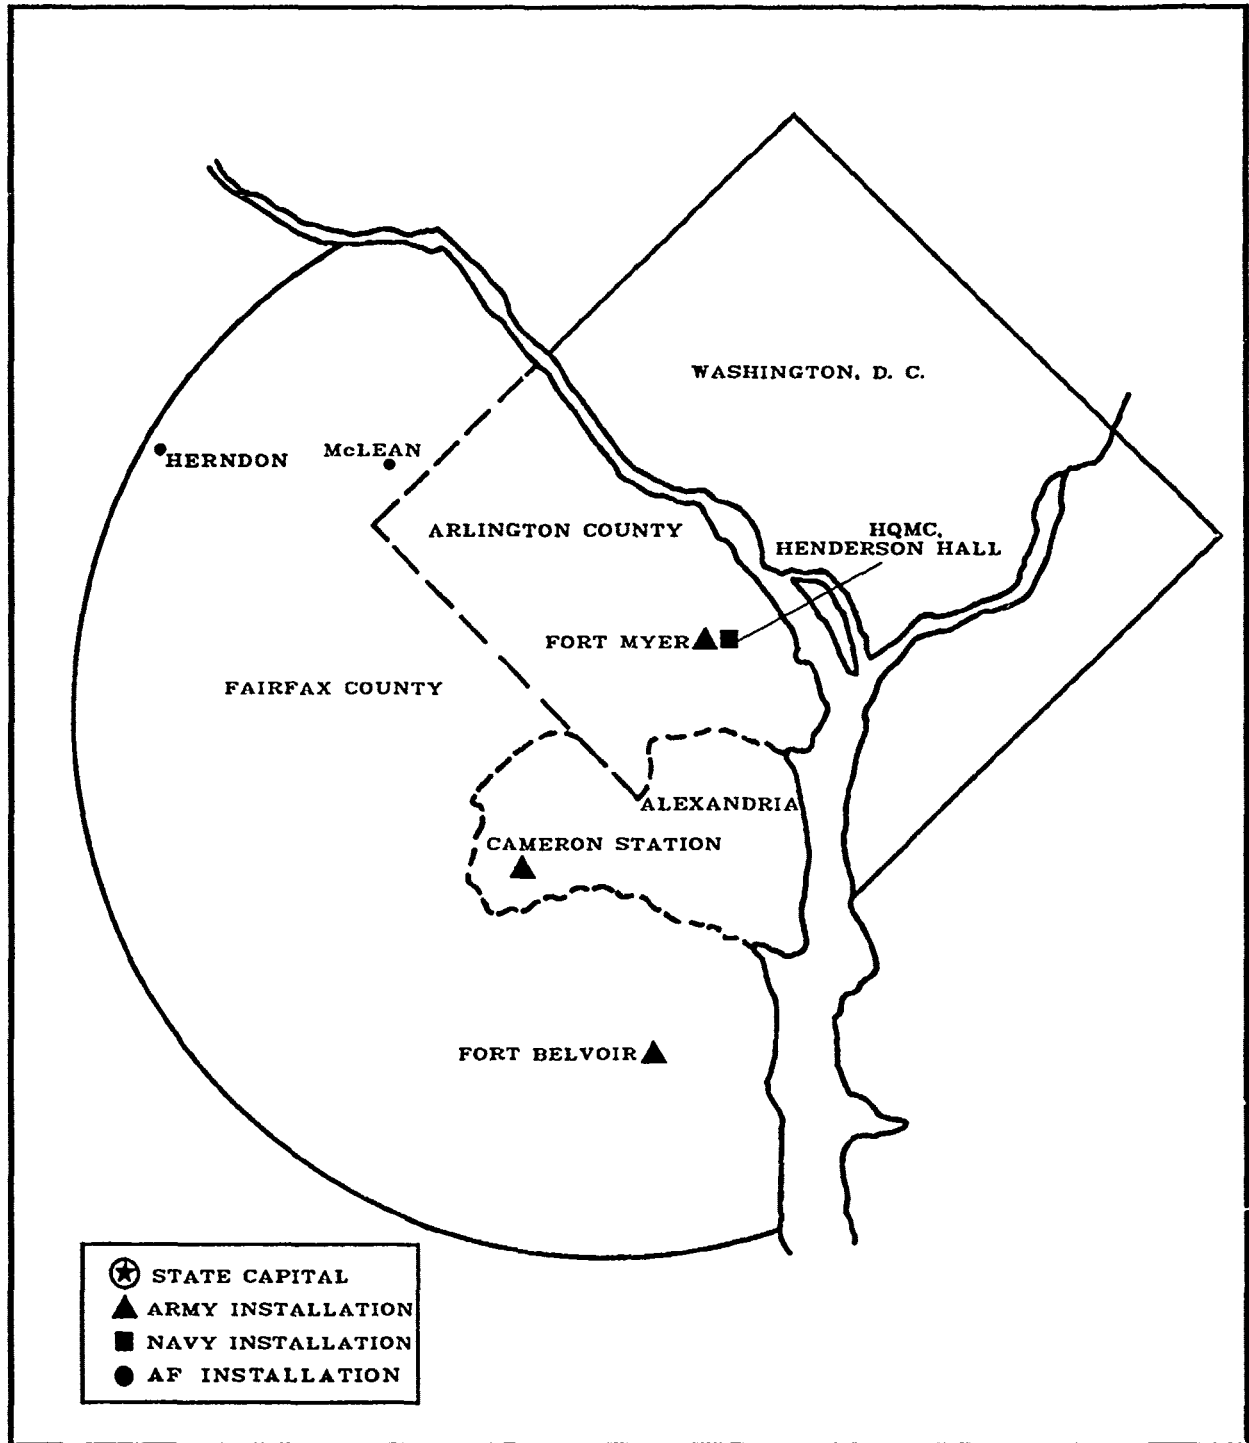 WASHINGTON, D. C.
HERNDON
McLEAN
ARLINGTON COUNTY
HQMC,
HENDERSON HALL
FORT MYER
FAIRFAX COUNTY
ALEXANDRIA
CAMERON STATION
FORT BELVOIR
STATE CAPITAL
ARMY INSTALLATION
NAVY INSTALLATION
AF INSTALLATION